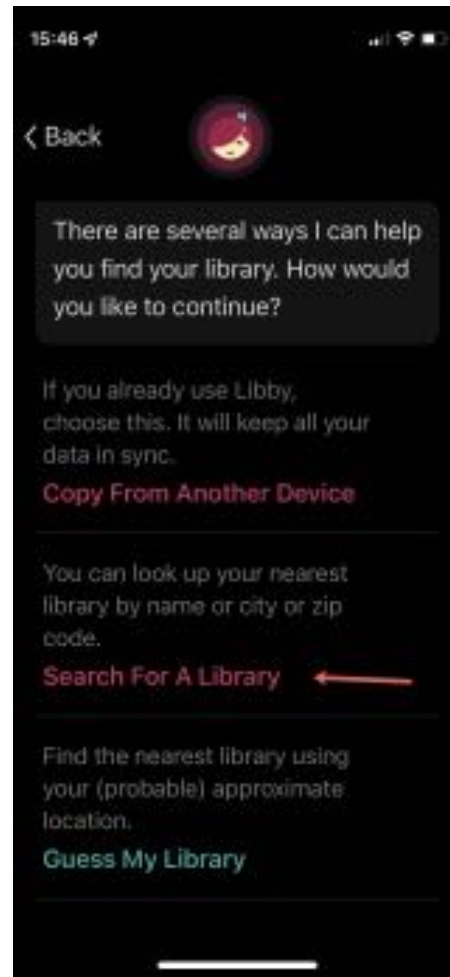 15:46
Back
There are several ways I can help
you find your library. How would
you like to continue?
If you already use Libby,
choose this. It will keep all your
data in sync.
Copy From Another Device
You can look up your nearest
library by name or city or zip
code.
Search For A Library
Find the nearest library using
your (probable) approximate
location.
Guess My Library